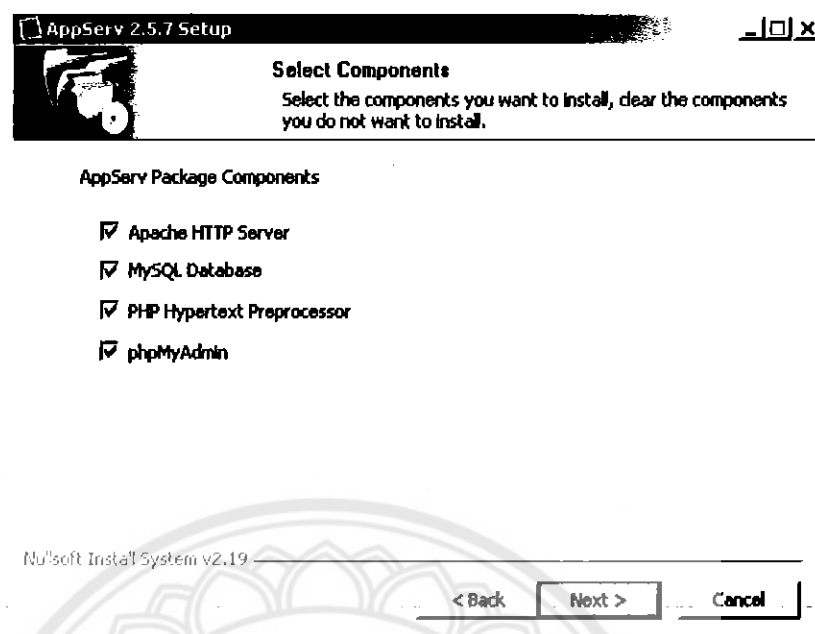 AppServ 2.5.7 Setup
Select Components
Select the components you want to install, clear the components
you do not want to install.
AppServ Package Components
Apache HTTP Server
MySQL Database
PHP Hypertext Preprocessor
phpMyAdmin
Nullsoft Install System v2.19
< Back Next > Cancel